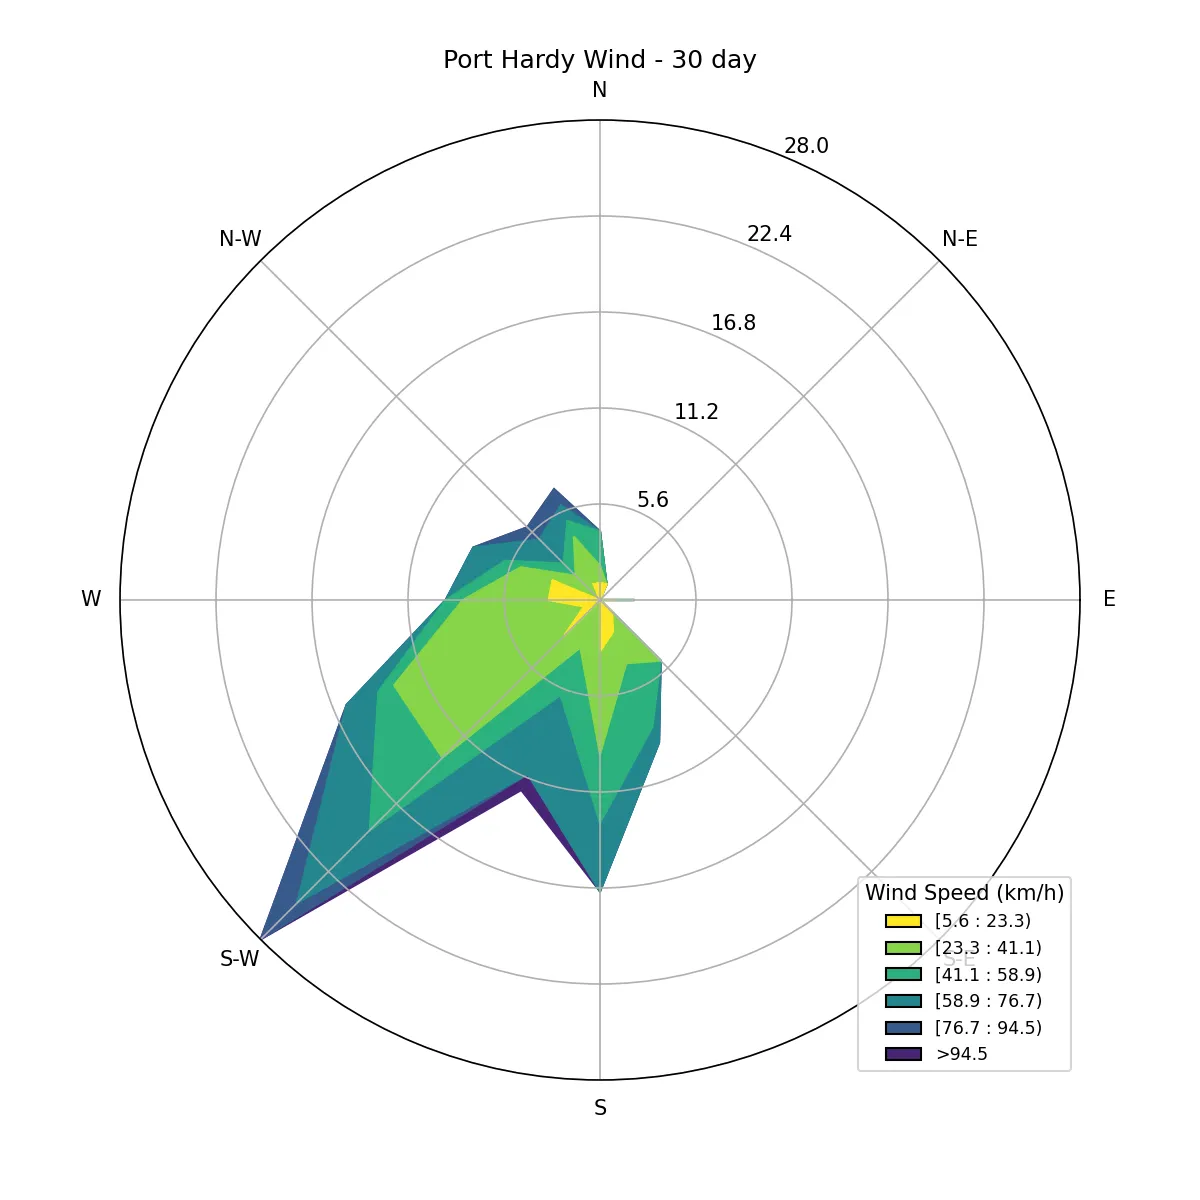 Port Hardy Wind - 30 day
N
28.0
N-W
N-E
22.4
16.8
11.2
5.6
W
E
S-W
S-E
Wind Speed (km/h)
[5.6 : 23.3)
[23.3 : 41.1)
[41.1 : 58.9)
[58.9 : 76.7)
[76.7 : 94.5)
>94.5
S